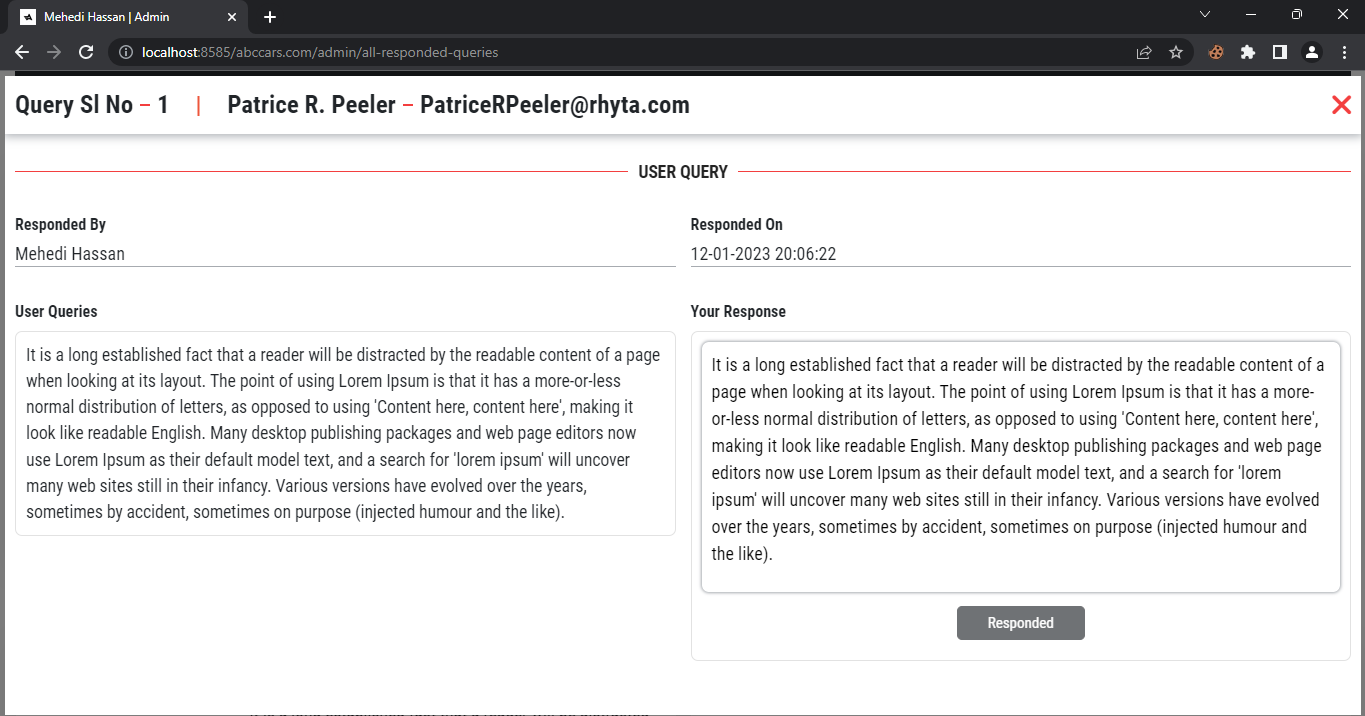 Mehedi Hassan | Admin
localhost:8585/abccars.com/admin/all-responded-queries
Query Sl No – 1 | Patrice R. Peeler – PatriceRPeeler@rhyta.com
USER QUERY
Responded By
Mehedi Hassan
Responded On
12-01-2023 20:06:22
User Queries
It is a long established fact that a reader will be distracted by the readable content of a page
when looking at its layout. The point of using Lorem Ipsum is that it has a more-or-less
normal distribution of letters, as opposed to using 'Content here, content here', making it
look like readable English. Many desktop publishing packages and web page editors now
use Lorem Ipsum as their default model text, and a search for 'lorem ipsum' will uncover
many web sites still in their infancy. Various versions have evolved over the years,
sometimes by accident, sometimes on purpose (injected humour and the like).
Your Response
It is a long established fact that a reader will be distracted by the readable content of a
page when looking at its layout. The point of using Lorem Ipsum is that it has a more-
or-less normal distribution of letters, as opposed to using 'Content here, content here',
making it look like readable English. Many desktop publishing packages and web page
editors now use Lorem Ipsum as their default model text, and a search for 'lorem
ipsum' will uncover many web sites still in their infancy. Various versions have evolved
over the years, sometimes by accident, sometimes on purpose (injected humour and
the like).
Responded